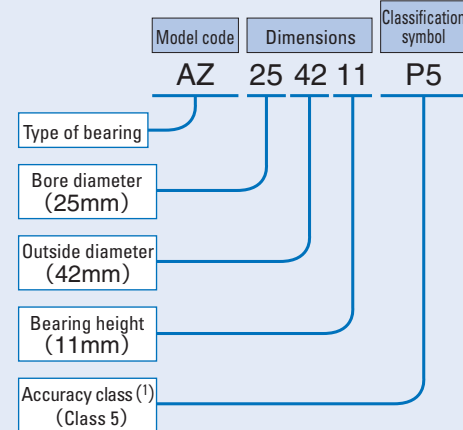 Model code Dimensions Classification
symbol
AZ 25 42 11 P5
Type of bearing
Bore diameter
（25mm）
Outside diameter
（42mm）
Bearing height
（11mm）
Accuracy class (1)
(Class 5)